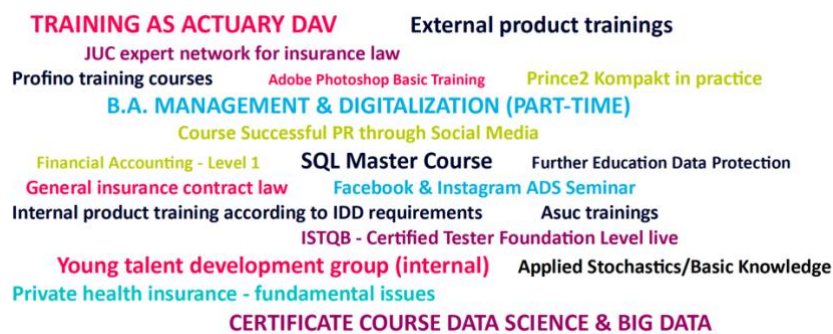 TRAINING AS ACTUARY DAV External product trainings
JUC expert network for insurance law
Profino training courses Adobe Photoshop Basic Training Prince2 Kompakt in practice
B.A. MANAGEMENT & DIGITALIZATION (PART-TIME)
Course Successful PR through Social Media
Financial Accounting - Level 1 SQL Master Course Further Education Data Protection
General insurance contract law Facebook & Instagram ADS Seminar
Internal product training according to IDD requirements Asuc trainings
ISTQB - Certified Tester Foundation Level live
Young talent development group (internal) Applied Stochastics/Basic Knowledge
Private health insurance - fundamental issues
CERTIFICATE COURSE DATA SCIENCE & BIG DATA